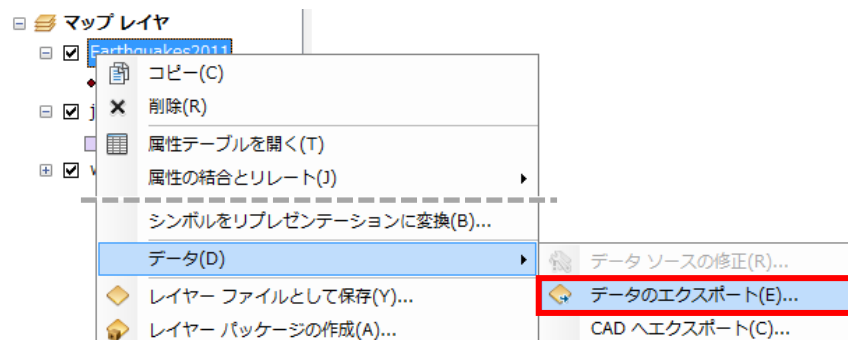 マップ レイヤ
Earthquakes2011
コピー(C)
削除(R)
属性テーブルを開く(T)
属性の結合とリレート(J)
シンボルをリプレゼンテーションに変換(B)...
データ(D)
データ ソースの修正(R)...
レイヤー ファイルとして保存(Y)...
データのエクスポート(E)...
レイヤー パッケージの作成(A)...
CAD へエクスポート(C)...